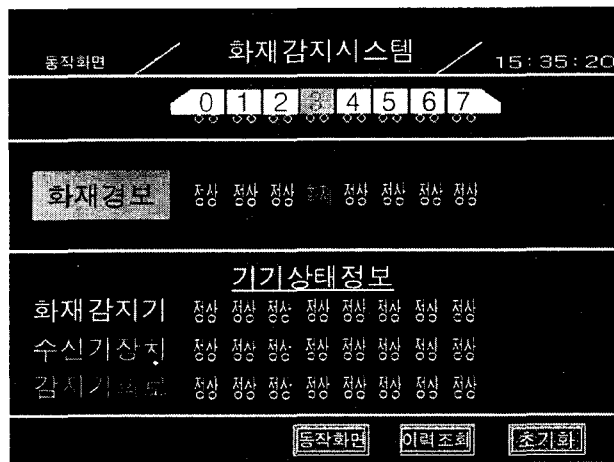 동작화면 화재감지시스템 15:35:20
0 1 2 3 4 5 6 7
화재경보 정상 정상 정상 화재 정상 정상 정상 정상
기기상태정보
화재감지기 정상 정상 정상 정상 정상 정상 정상 정상
수신기장치 정상 정상 정상 정상 정상 정상 정상 정상
감지기 정상 정상 정상 정상 정상 정상 정상 정상
동작화면 이력조회 초기화